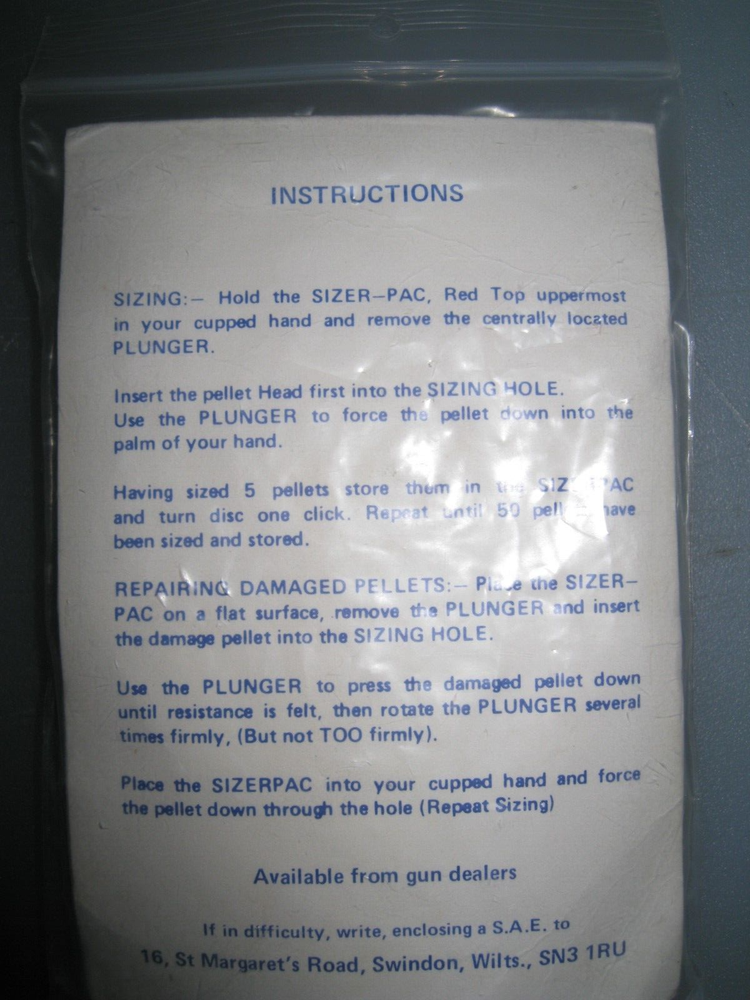 INSTRUCTIONS
SIZING:— Hold the SIZER—PAC, Red Top uppermost
in your cupped hand and remove the centrally located
PLUNGER.
Insert the pellet Head first into the SIZING HOLE.
Use the PLUNGER to force the pellet down into the
palm of your hand.
Having sized 5 pellets store them in the
and turn disc one click. Repeat until 50 have
been sized and stored.
REPAIRING DAMAGED PELLETS:— Place the SIZER—
PAC on a flat surface, remove the PLUNGER and insert
the damage pellet into the SIZING HOLE.
Use the PLUNGER to press the damaged pellet down
until resistance is felt, then rotate the PLUNGER several
times firmly, (But not TOO firmly).
Place the SIZERPAC into your cupped hand and force
the pellet down through the hole (Repeat Sizing)
Available from gun dealers
If in difficulty, write, enclosing a S.A.E. to
16, St Margaret's Road, Swindon, Wilts., SN3 1RU